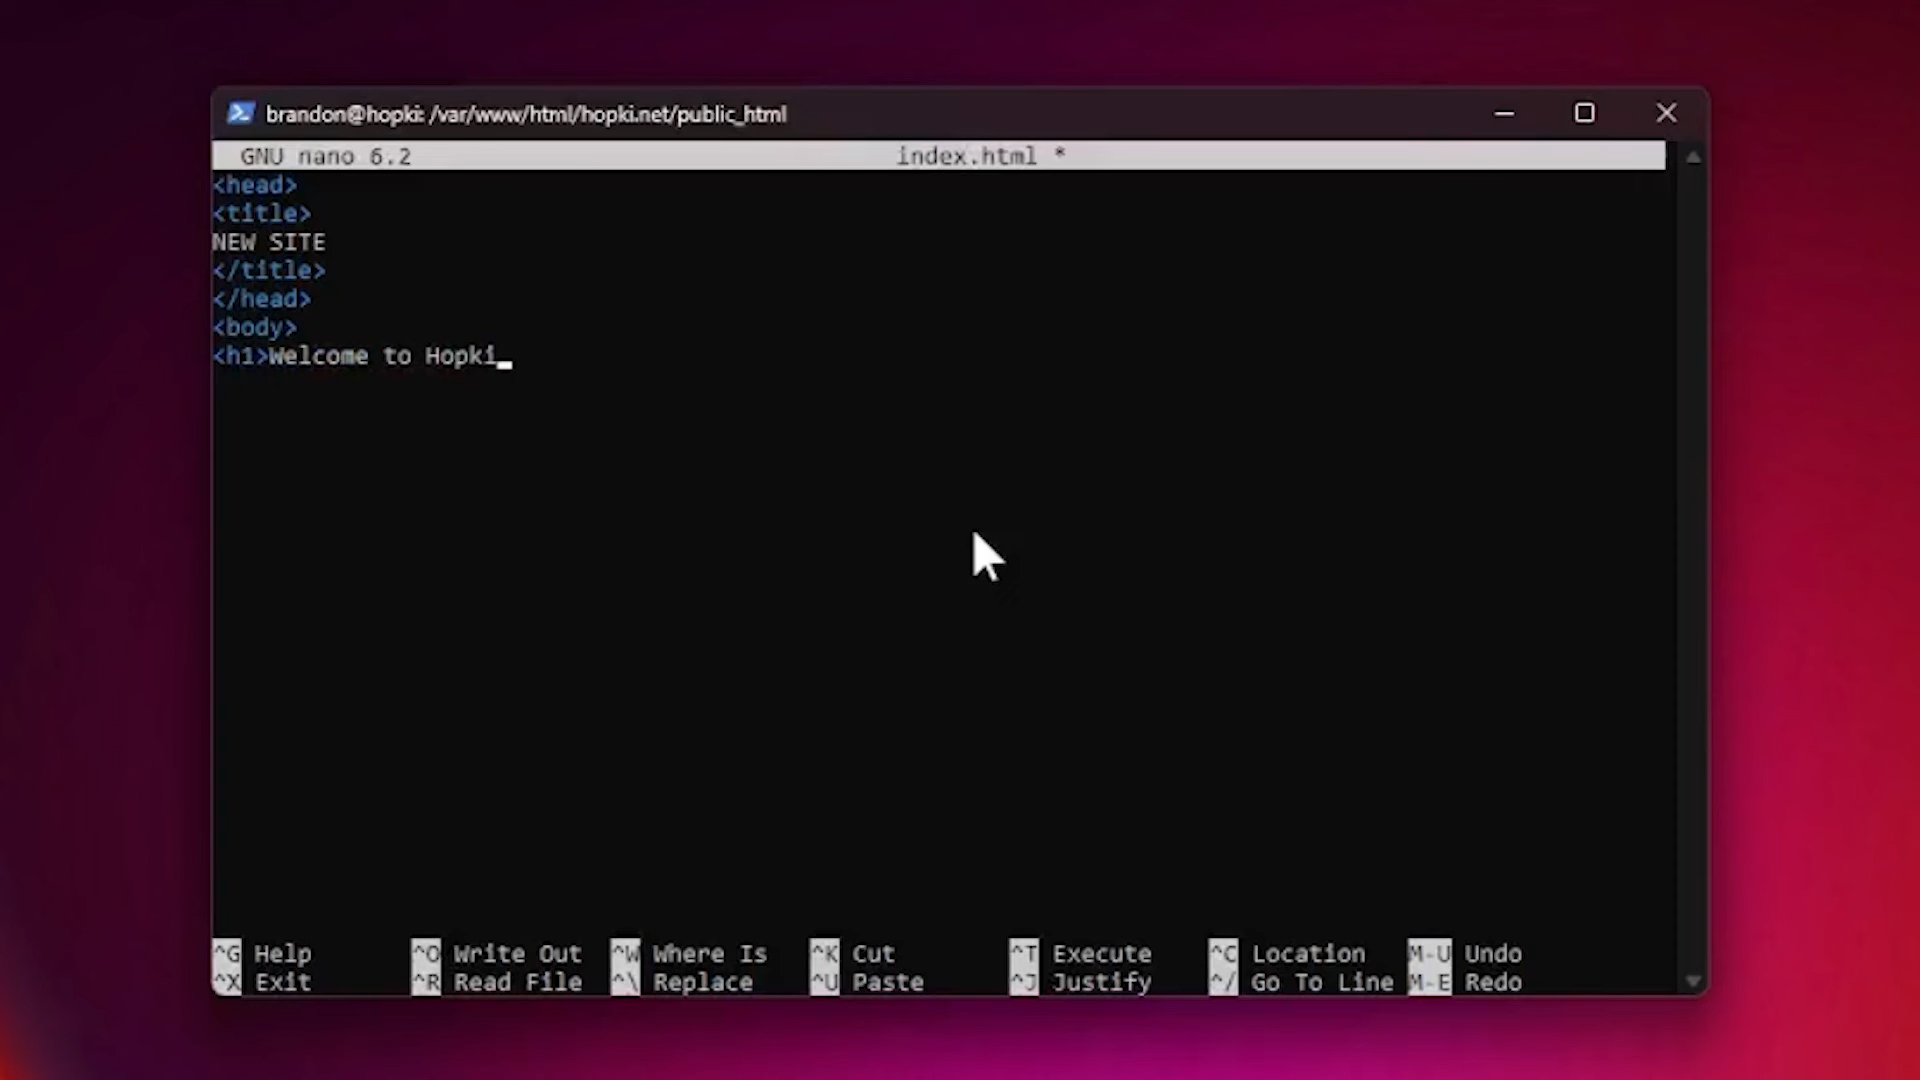 brandon@hopki: /var/www/html/hopki.net/public_html
GNU nano 6.2 index.html *
<head>
<title>
NEW SITE
</title>
</head>
<body>
<h1>Welcome to Hopki
^G Help ^O Write Out ^W Where Is ^K Cut ^T Execute ^C Location M-U Undo
^X Exit ^R Read File ^\ Replace ^U Paste ^J Justify ^/ Go To Line M-E Redo